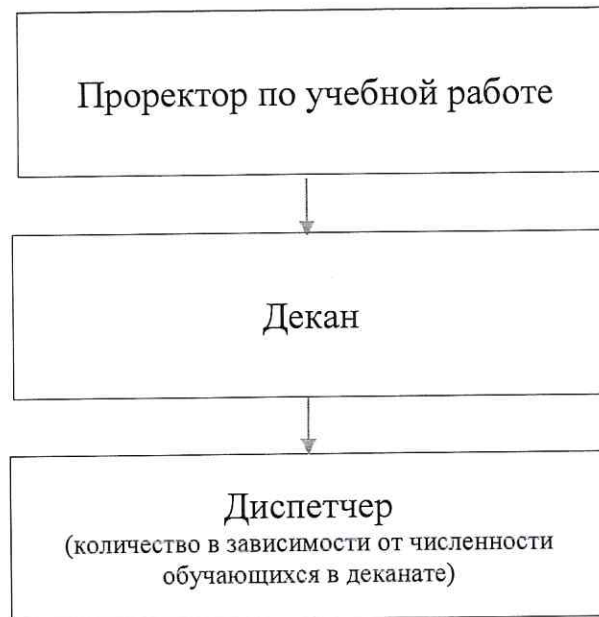 Проректор по учебной работе
Декан
Диспетчер
(количество в зависимости от численности
обучающихся в деканате)